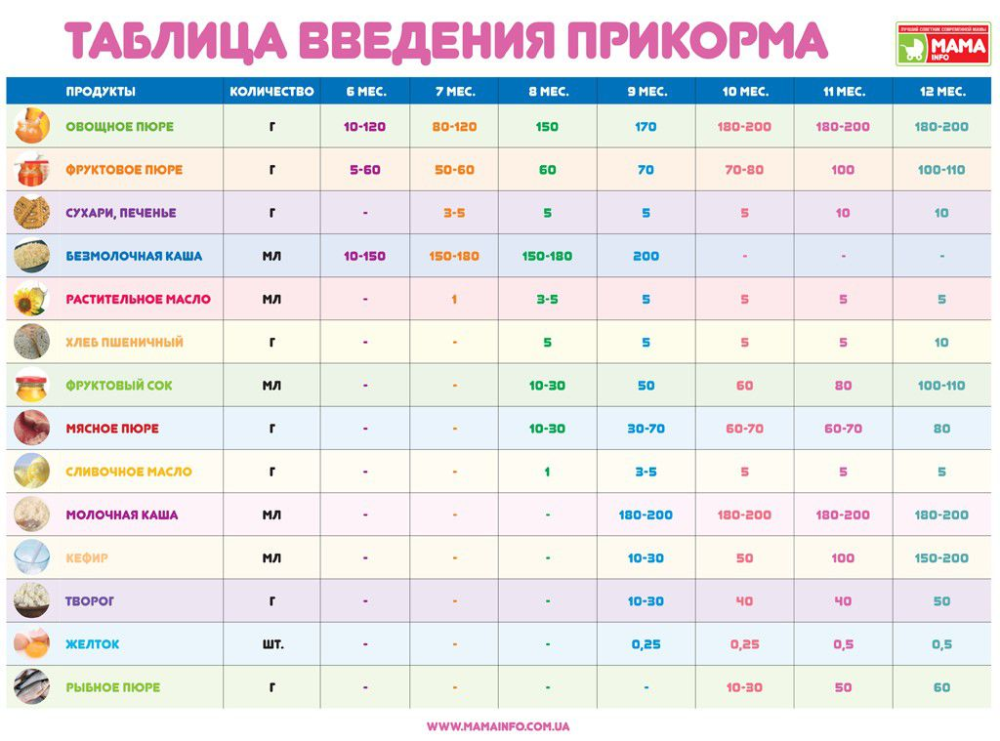 ТАБЛИЦА ВВЕДЕНИЯ ПРИКОРМА
ЛУЧШИЙ СОВЕТНИК СОВРЕМЕННОЙ МАМЫ
МАМА
INFO
ПРОДУКТЫ КОЛИЧЕСТВО 6 МЕС. 7 МЕС. 8 МЕС. 9 МЕС. 10 МЕС. 11 МЕС. 12 МЕС.
ОВОЩНОЕ ПЮРЕ Г 10-120 80-120 150 170 180-200 180-200 180-200
ФРУКТОВОЕ ПЮРЕ Г 5-60 50-60 60 70 70-80 100 100-110
СУХАРИ, ПЕЧЕНЬЕ Г - 3-5 5 5 5 10 10
БЕЗМОЛОЧНАЯ КАША МЛ 10-150 150-180 150-180 200 - - -
РАСТИТЕЛЬНОЕ МАСЛО МЛ - 1 3-5 5 5 5 5
ХЛЕБ ПШЕНИЧНЫЙ Г - - 5 5 5 5 10
ФРУКТОВЫЙ СОК МЛ - - 10-30 50 60 80 100-110
МЯСНОЕ ПЮРЕ Г - - 10-30 30-70 60-70 60-70 80
СЛИВОЧНОЕ МАСЛО Г - - 1 3-5 5 5 5
МОЛОЧНАЯ КАША МЛ - - - 180-200 180-200 180-200 180-200
КЕФИР МЛ - - - 10-30 50 100 150-200
ТВОРОГ Г - - - 10-30 40 40 50
ЖЕЛТОК ШТ. - - - 0,25 0,25 0,5 0,5
РЫБНОЕ ПЮРЕ Г - - - - 10-30 50 60
WWW.MAMAINFO.COM.UA